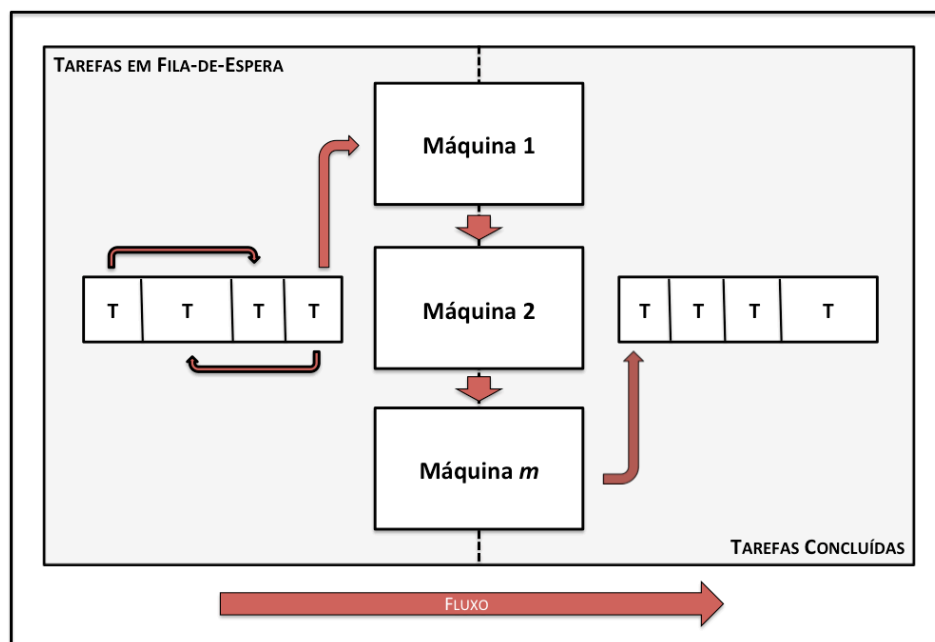 TAREFAS EM FILA-DE-ESPERA
Máquina 1
T T T T
Máquina 2
T T T T
Máquina m
TAREFAS CONCLUÍDAS
FLUXO